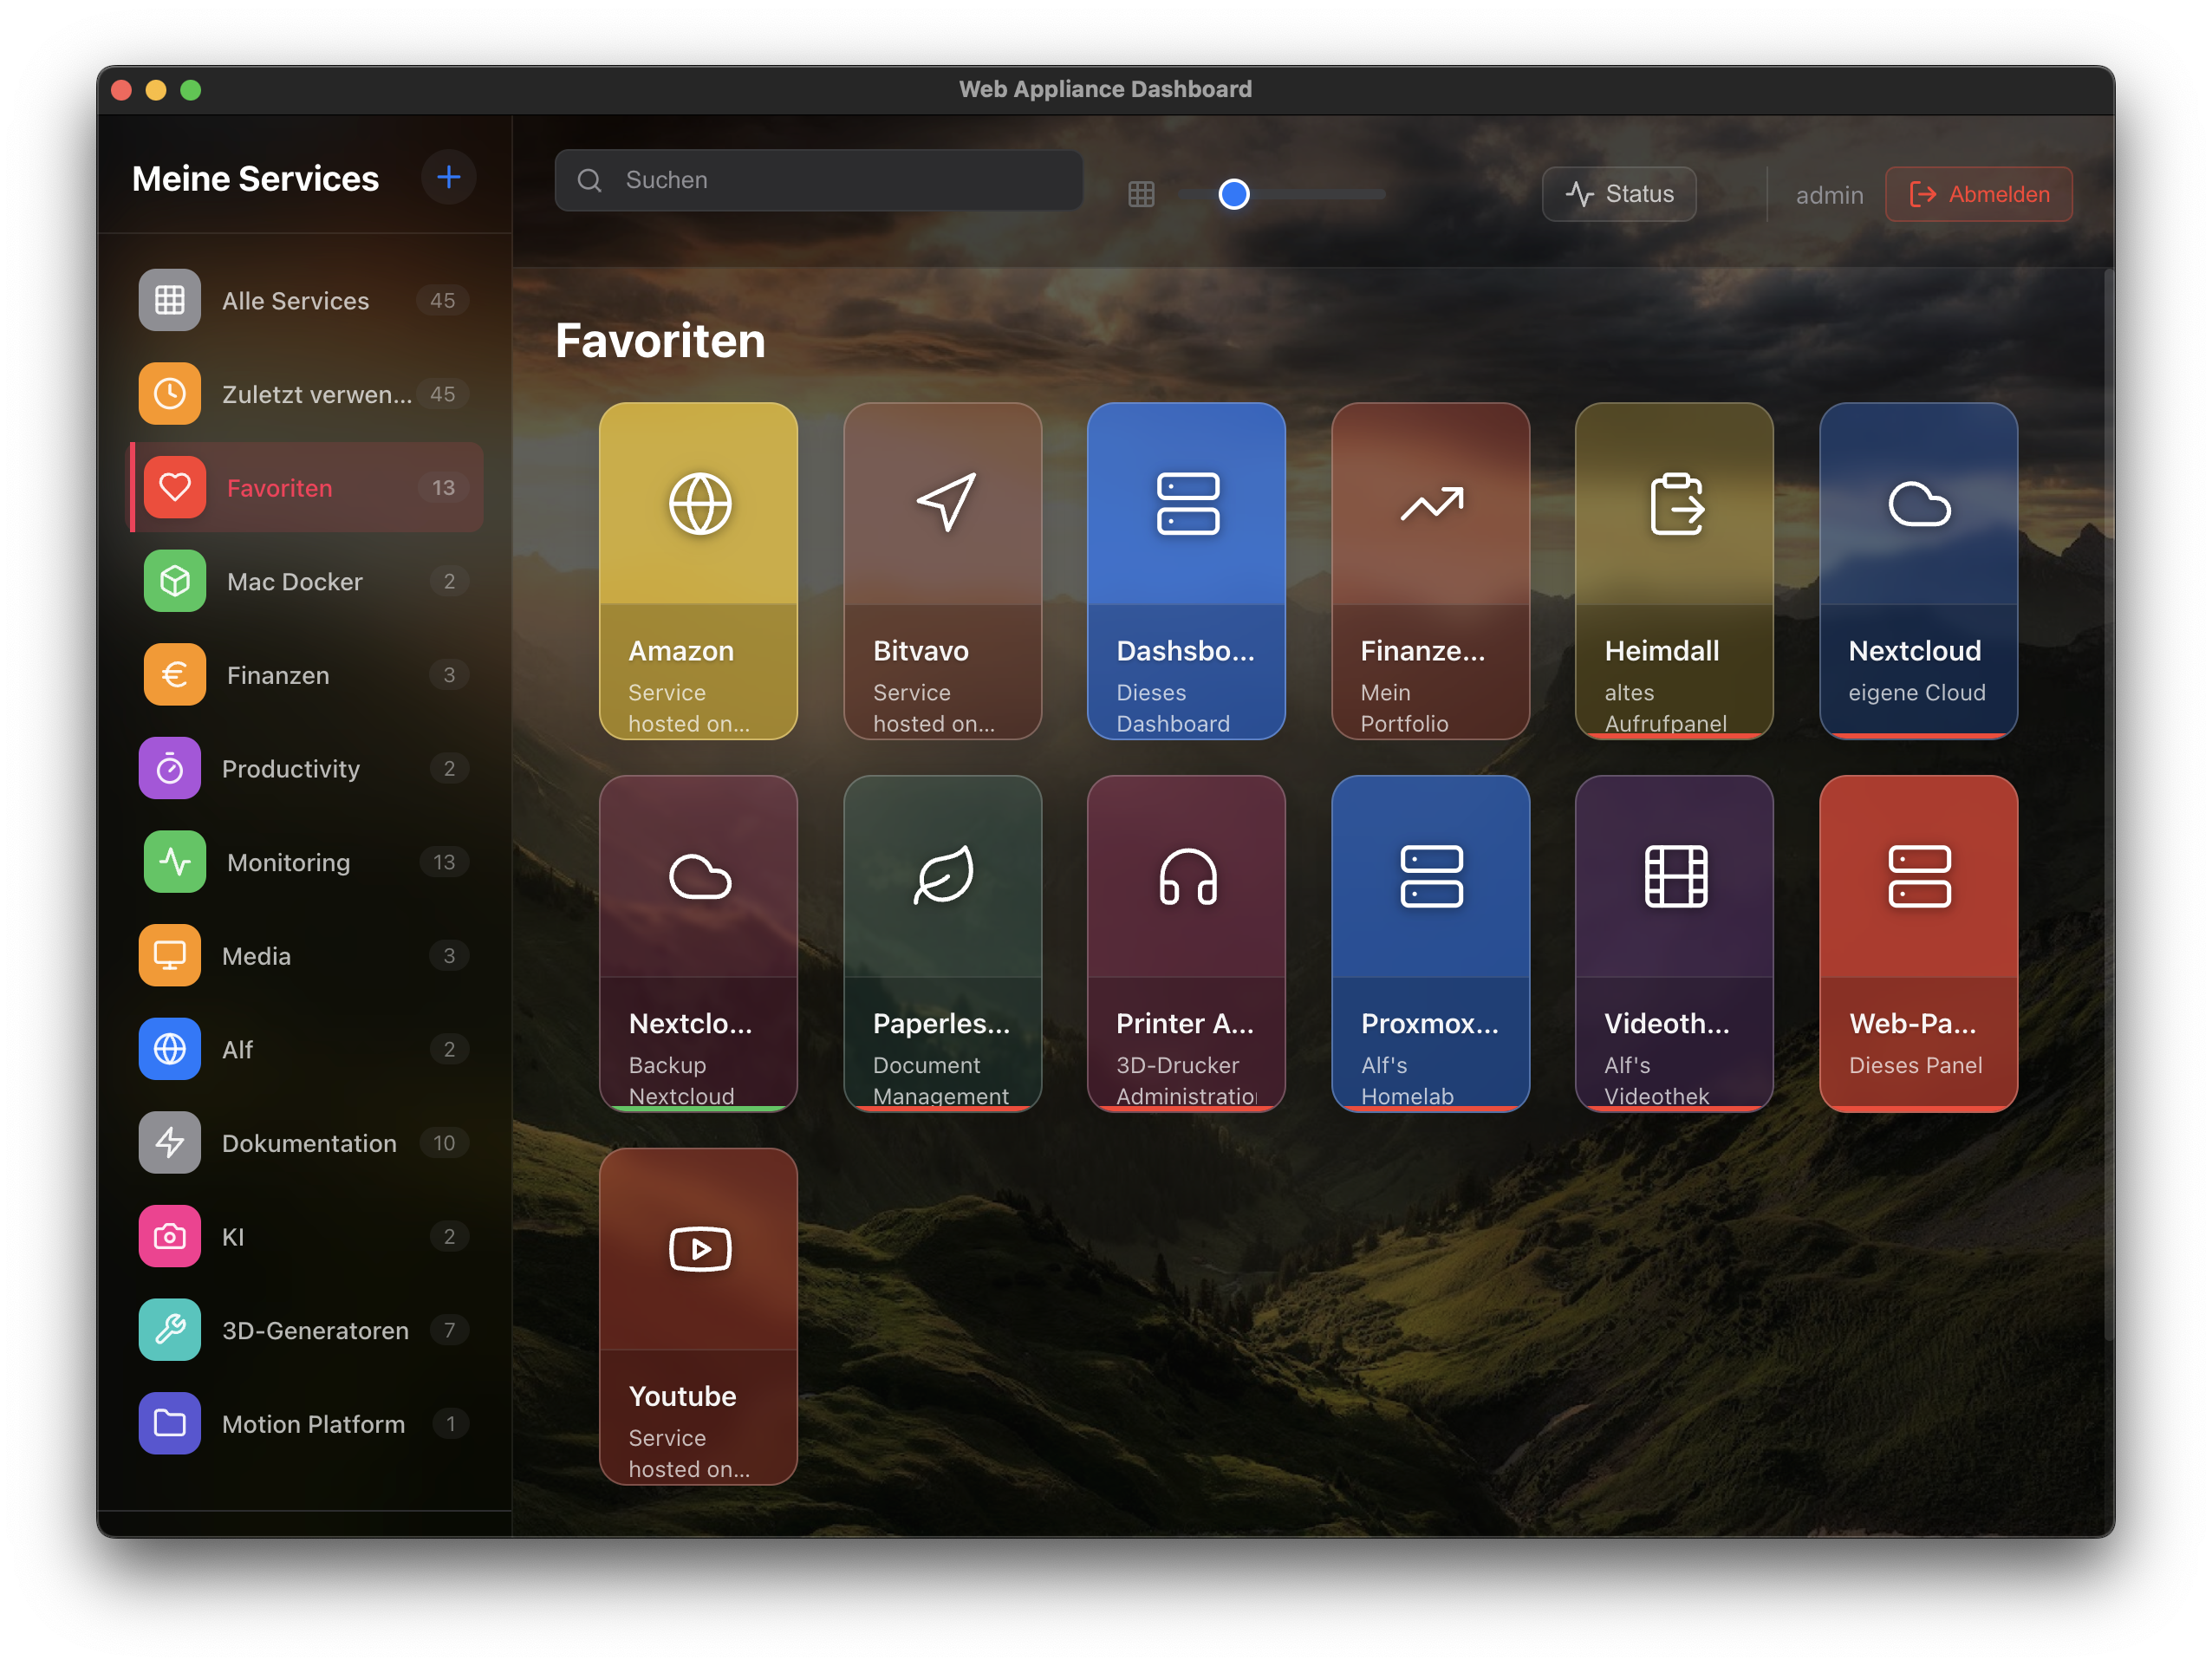 Web Appliance Dashboard
Meine Services
Suchen
Status
admin
Abmelden
Alle Services 45
Zuletzt verwen... 45
Favoriten 13
Mac Docker 2
Finanzen 3
Productivity 2
Monitoring 13
Media 3
Alf 2
Dokumentation 10
KI 2
3D-Generatoren 7
Motion Platform 1
Favoriten
Amazon
Service
hosted on...
Bitvavo
Service
hosted on...
Dashsbo...
Dieses
Dashboard
Finanze...
Mein
Portfolio
Heimdall
altes
Aufrufpanel
Nextcloud
eigene Cloud
Nextclo...
Backup
Nextcloud
Paperles...
Document
Management
Printer A...
3D-Drucker
Administratio
Proxmox...
Alf's
Homelab
Videoth...
Alf's
Videothek
Web-Pa...
Dieses Panel
Youtube
Service
hosted on...